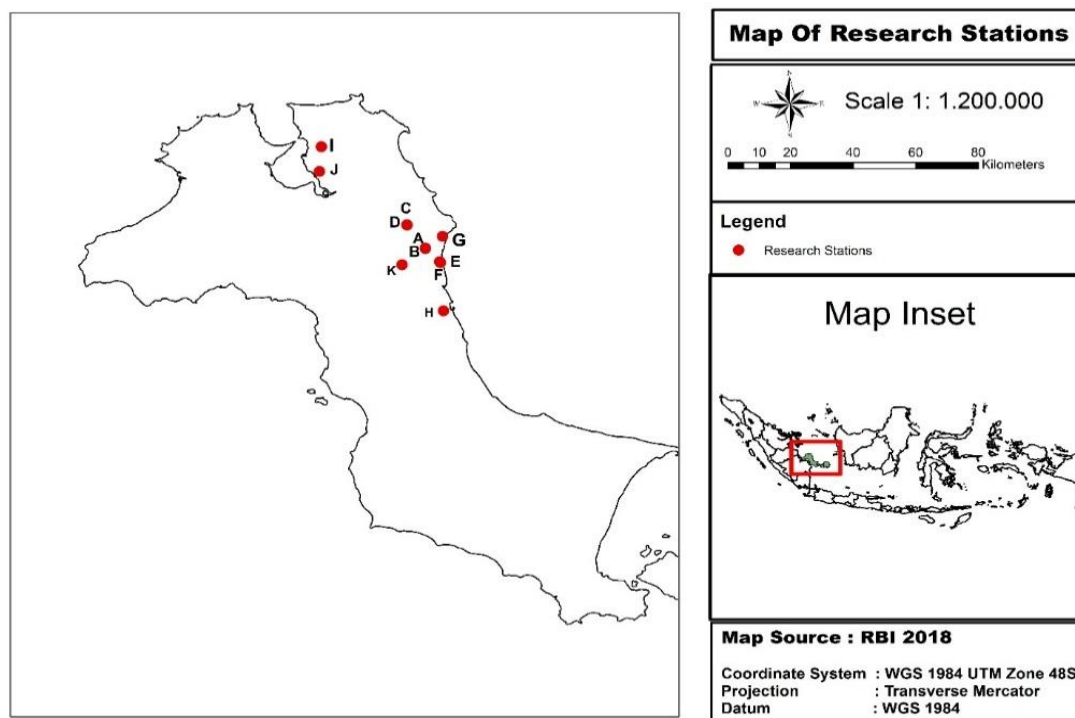 I
J
C
D
A
G
B
E
K
F
H
Map Of Research Stations
N
W
E
S
Scale 1: 1.200.000
0 5 10 20 40 60 80
Kilometers
Legend
Research Stations
Map Inset
Map Source : RBI 2018
Coordinate System : WGS 1984 UTM Zone 48S
Projection : Transverse Mercator
Datum : WGS 1984